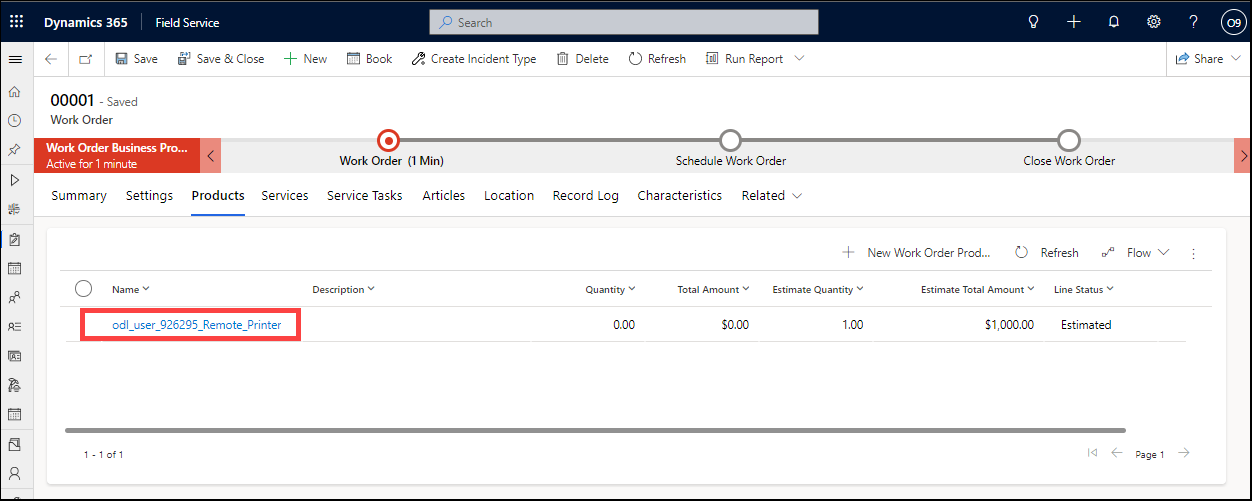 Dynamics 365 Field Service Search ? O9
Save Save & Close New Book Create Incident Type Delete Refresh Run Report Share
00001 - Saved
Work Order
Work Order Business Pro...
Active for 1 minute
Work Order (1 Min) Schedule Work Order Close Work Order
Summary Settings Products Services Service Tasks Articles Location Record Log Characteristics Related
New Work Order Prod... Refresh Flow
Name Description Quantity Total Amount Estimate Quantity Estimate Total Amount Line Status
odl_user_926295_Remote_Printer 0.00 $0.00 1.00 $1,000.00 Estimated
1 - 1 of 1 Page 1